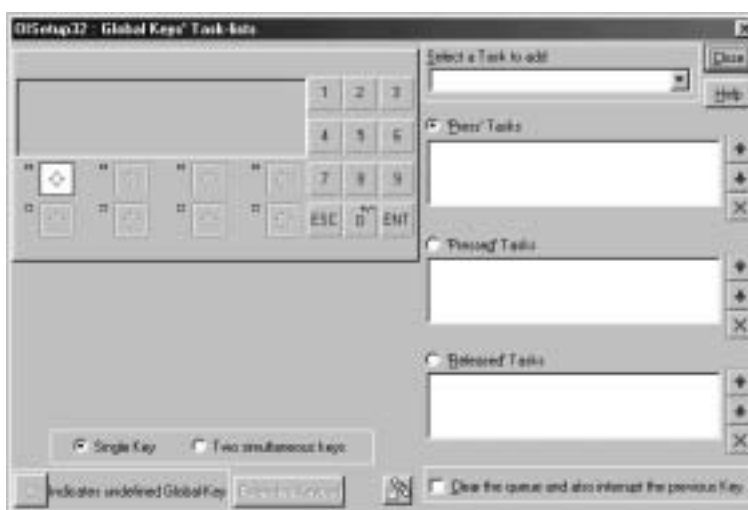 OISetup32 - Global Keys' Task-lists
Select a Task to add
Close
Help
1 2 3
4 5 6
7 8 9
ESC 0 ENT
'Press' Tasks
'Pressed' Tasks
'Released' Tasks
Single Key
Two simultaneous keys
Indicates undefined Global Key
Clear the queue and also interrupt the previous Key